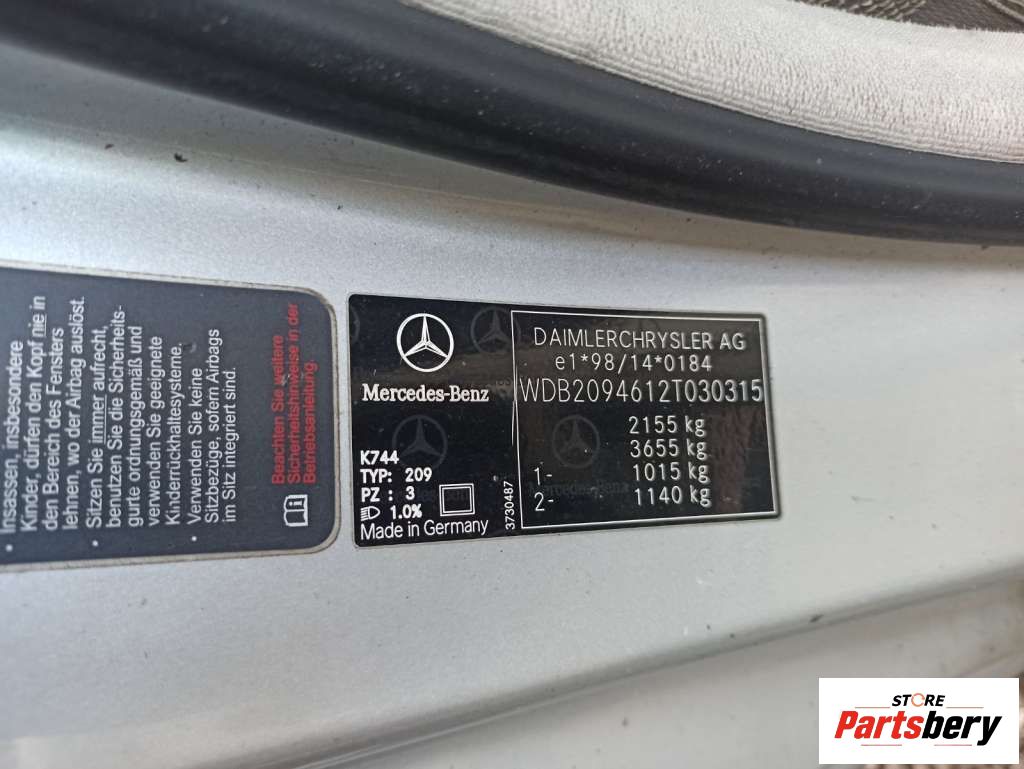 Insassen, insbesondere
Kinder, dürfen den Kopf nie in
den Bereich des Fensters
lehnen, wo der Airbag auslöst.
• Sitzen Sie immer aufrecht,
benutzen Sie die Sicherheits-
gurte ordnungsgemäß und
verwenden Sie geeignete
Kinderrückhaltesysteme.
• Verwenden Sie keine
Sitzbezüge, sofern Airbags
im Sitz integriert sind.
Beachten Sie weitere
Sicherheitshinweise in der
Betriebsanleitung.
Mercedes-Benz
K744
TYP: 209
PZ : 3
1.0%
Made in Germany
3730487
DAIMLERCHRYSLER AG
e1*98/14*0184
WDB2094612T030315
2155 kg
3655 kg
1- 1015 kg
2- 1140 kg
STORE
Partsbery